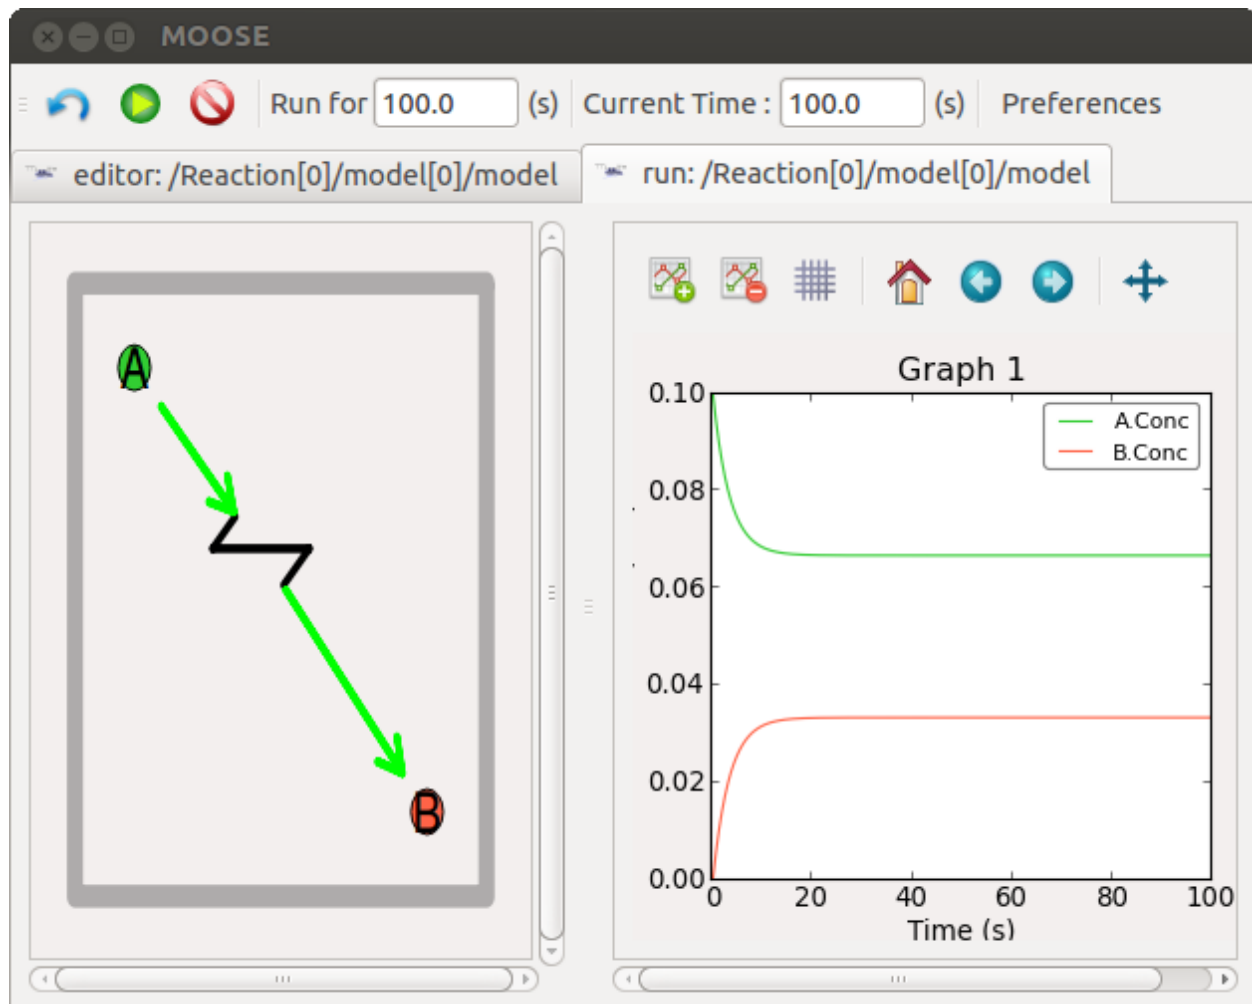 MOOSE
Run for 100.0 (s) Current Time : 100.0 (s) Preferences
editor: /Reaction[0]/model[0]/model run: /Reaction[0]/model[0]/model
A
B
Graph 1
A.Conc
B.Conc
0.10
0.08
0.06
0.04
0.02
0.00
0 20 40 60 80 100
Time (s)